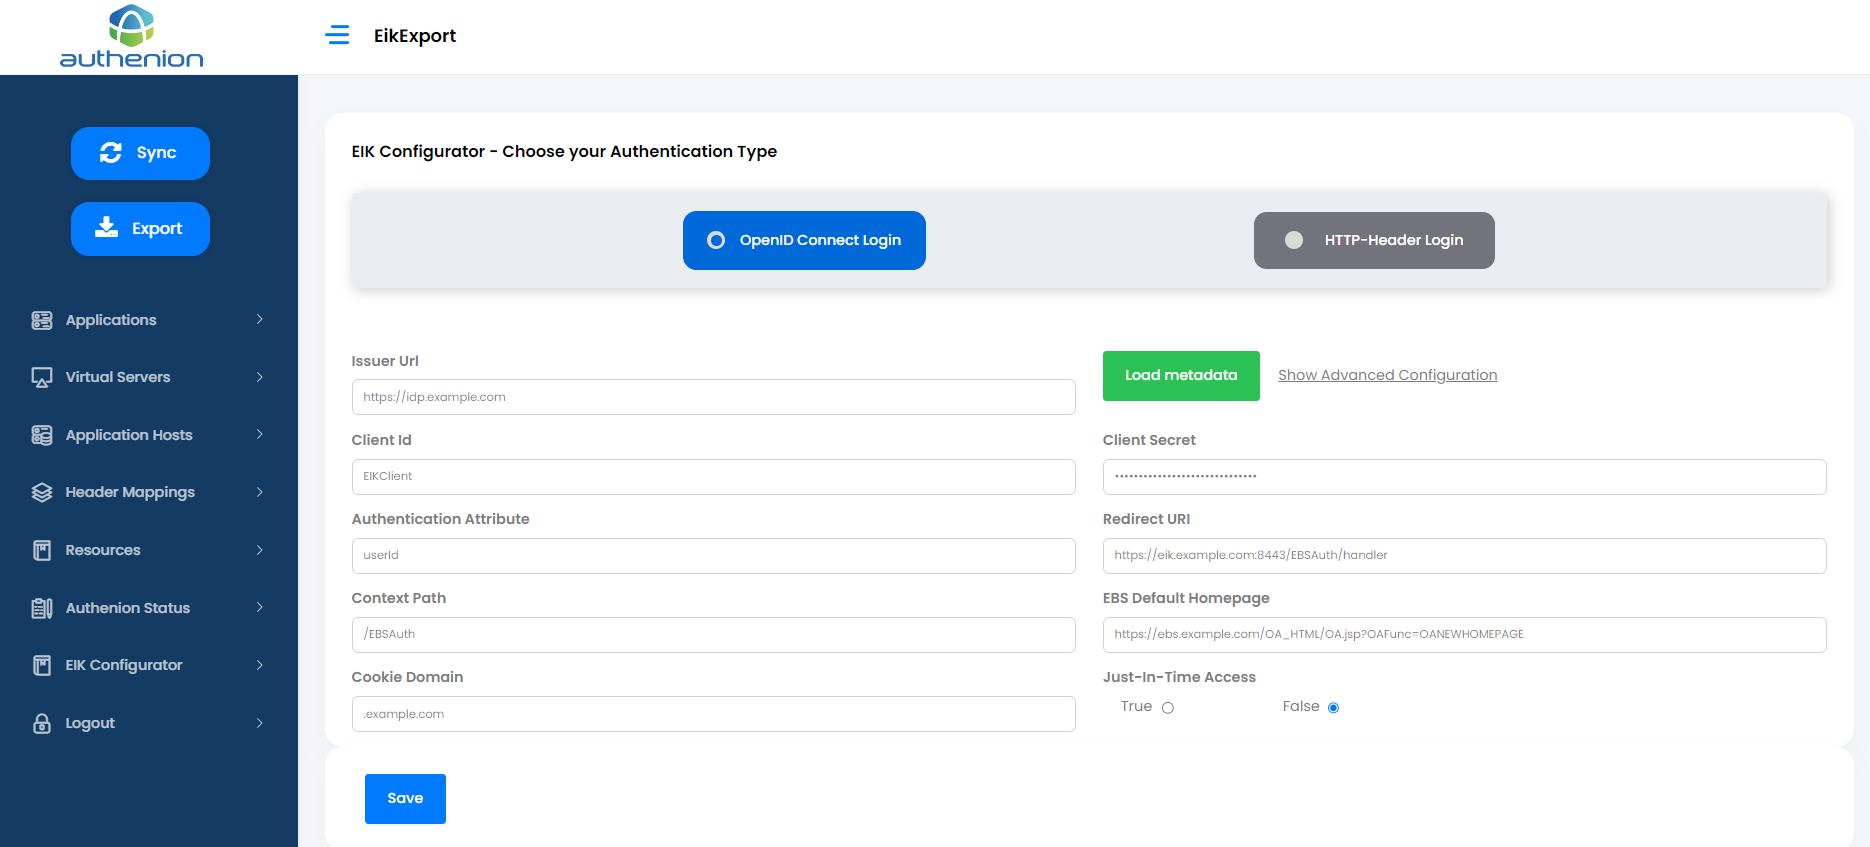 authenion
EikExport
Sync
Export
Applications
Virtual Servers
Application Hosts
Header Mappings
Resources
Authenion Status
EIK Configurator
Logout
EIK Configurator - Choose your Authentication Type
OpenID Connect Login
HTTP-Header Login
Issuer Url
https://idp.example.com
Load metadata
Show Advanced Configuration
Client Id
EIKClient
Client Secret
••••••••••••••••••••••••••••••
Authentication Attribute
userId
Redirect URI
https://eik.example.com:8443/EBSAuth/handler
Context Path
/EBSAuth
EBS Default Homepage
https://ebs.example.com/OA_HTML/OA.jsp?OAFunc=OANEWHOMEPAGE
Cookie Domain
.example.com
Just-In-Time Access
True
False
Save